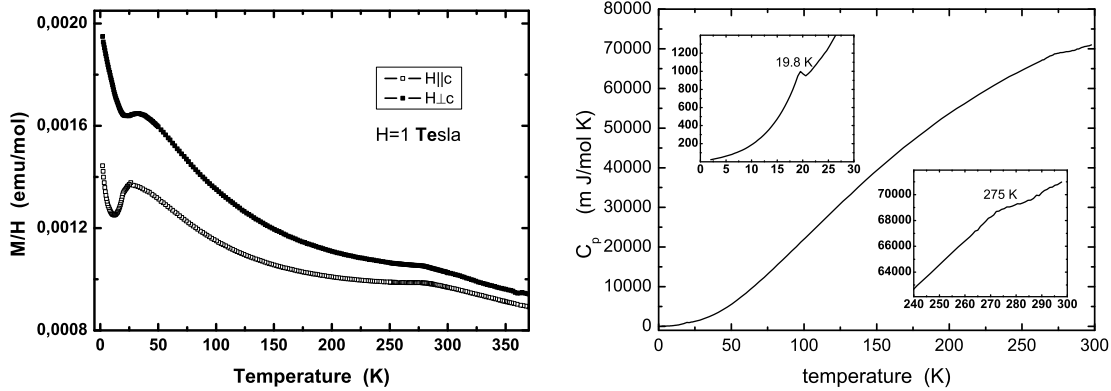 0,0020
0,0016
0,0012
0,0008
M/H (emu/mol)
H||c
H⊥c
H=1 Tesla
0 50 100 150 200 250 300 350
Temperature (K)
80000
70000
60000
50000
40000
30000
20000
10000
0
C_p (m J/mol K)
1200
1000
800
600
400
200
19.8 K
0 5 10 15 20 25 30
70000
68000
66000
64000
275 K
240 250 260 270 280 290 300
0 50 100 150 200 250 300
temperature (K)